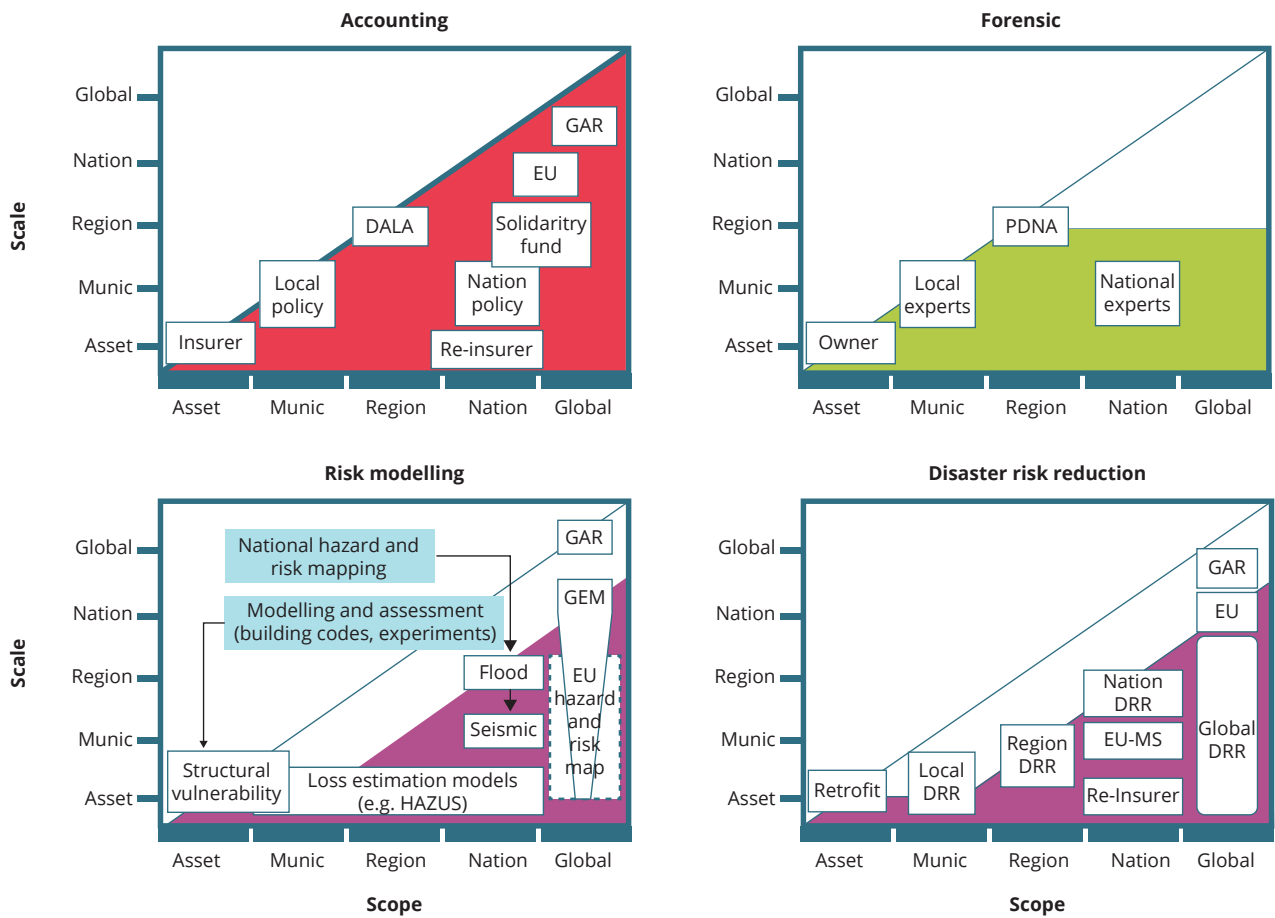 Accounting
Scale
Global
Nation
Region
Munic
Asset
GAR
EU
DALA
Solidaritry
fund
Local
policy
Nation
policy
Insurer
Re-insurer
Asset
Munic
Region
Nation
Global
Forensic
Global
Nation
Region
Munic
Asset
PDNA
Local
experts
National
experts
Owner
Asset
Munic
Region
Nation
Global
Risk modelling
Scale
Global
Nation
Region
Munic
Asset
National hazard and
risk mapping
Modelling and assessment
(building codes, experiments)
GAR
GEM
Flood
Seismic
EU
hazard
and
risk
map
Structural
vulnerability
Loss estimation models
(e.g. HAZUS)
Asset
Munic
Region
Nation
Global
Scope
Disaster risk reduction
Global
Nation
Region
Munic
Asset
GAR
EU
Nation
DRR
EU-MS
Global
DRR
Region
DRR
Local
DRR
Retrofit
Re-Insurer
Asset
Munic
Region
Nation
Global
Scope